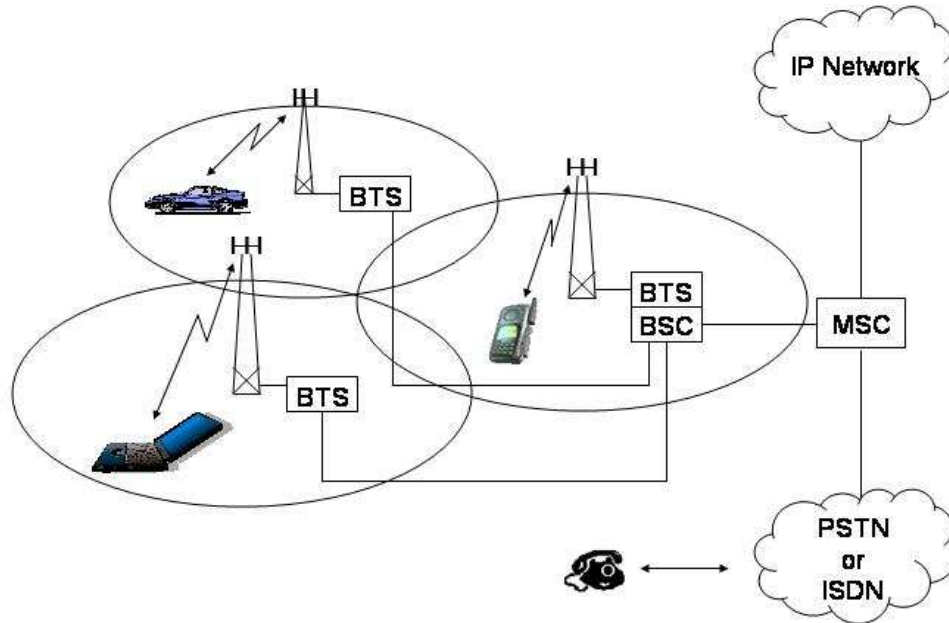 IP Network
BTS
BTS
BSC
MSC
BTS
PSTN
or
ISDN